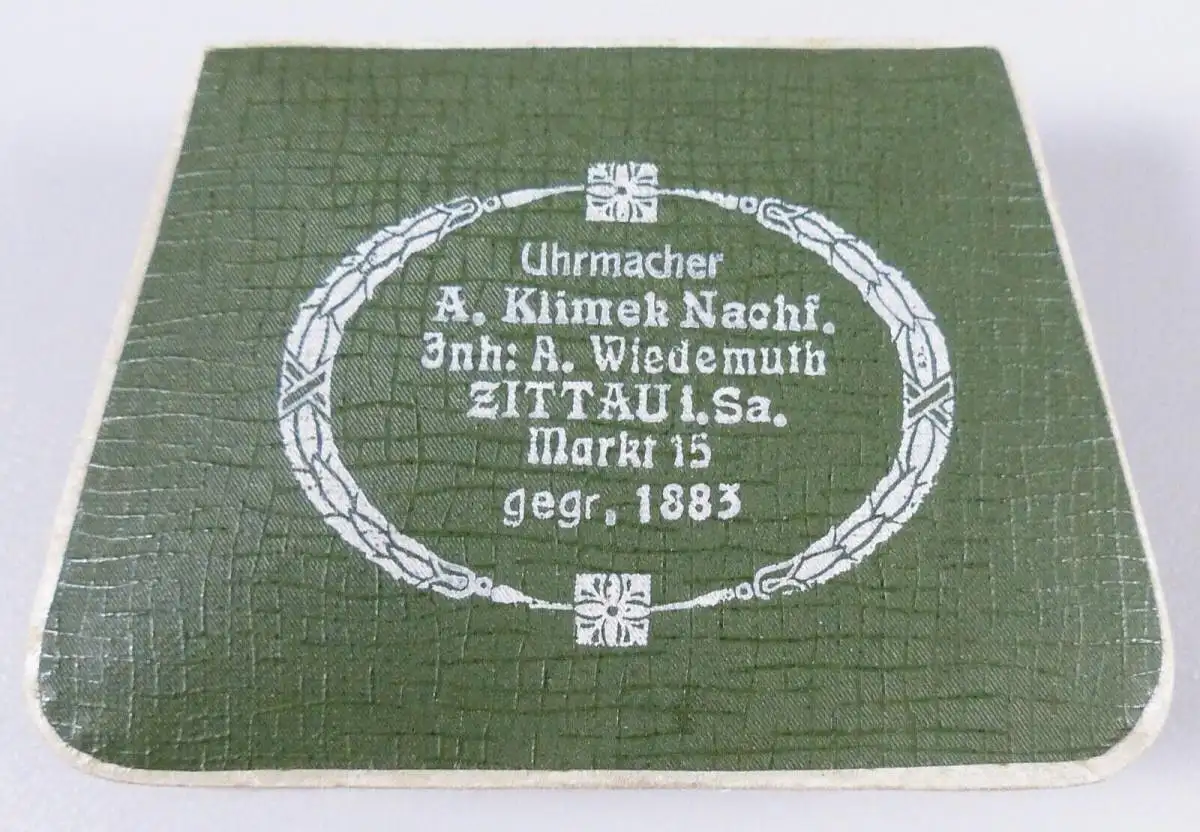 Uhrmacher
A. Klimek Nachf.
Inh: A. Wiedemuth
ZITTAU i. Sa.
Markt 15
gegr. 1883